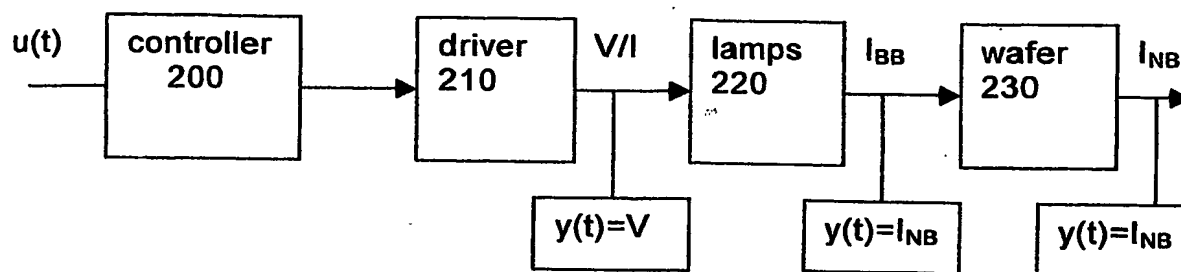 u(t)
controller
200
driver
210
V/I
lamps
220
I_BB
wafer
230
I_NB
y(t)=V
y(t)=I_NB
y(t)=I_NB